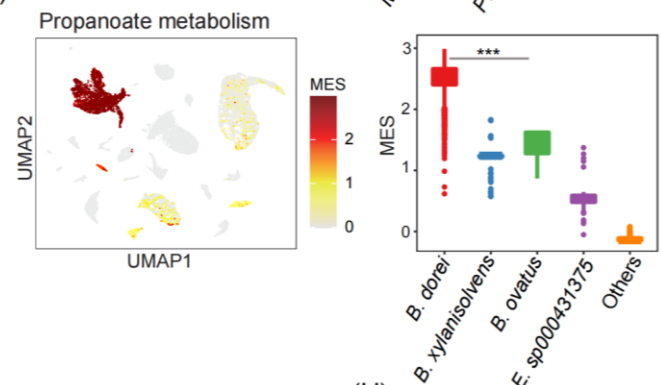 Propanoate metabolism
UMAP2
UMAP1
MES
2
1
0
MES
3
2
1
0
***
B. dorei
B. xylanisolvens
B. ovatus
E. sp000431375
Others